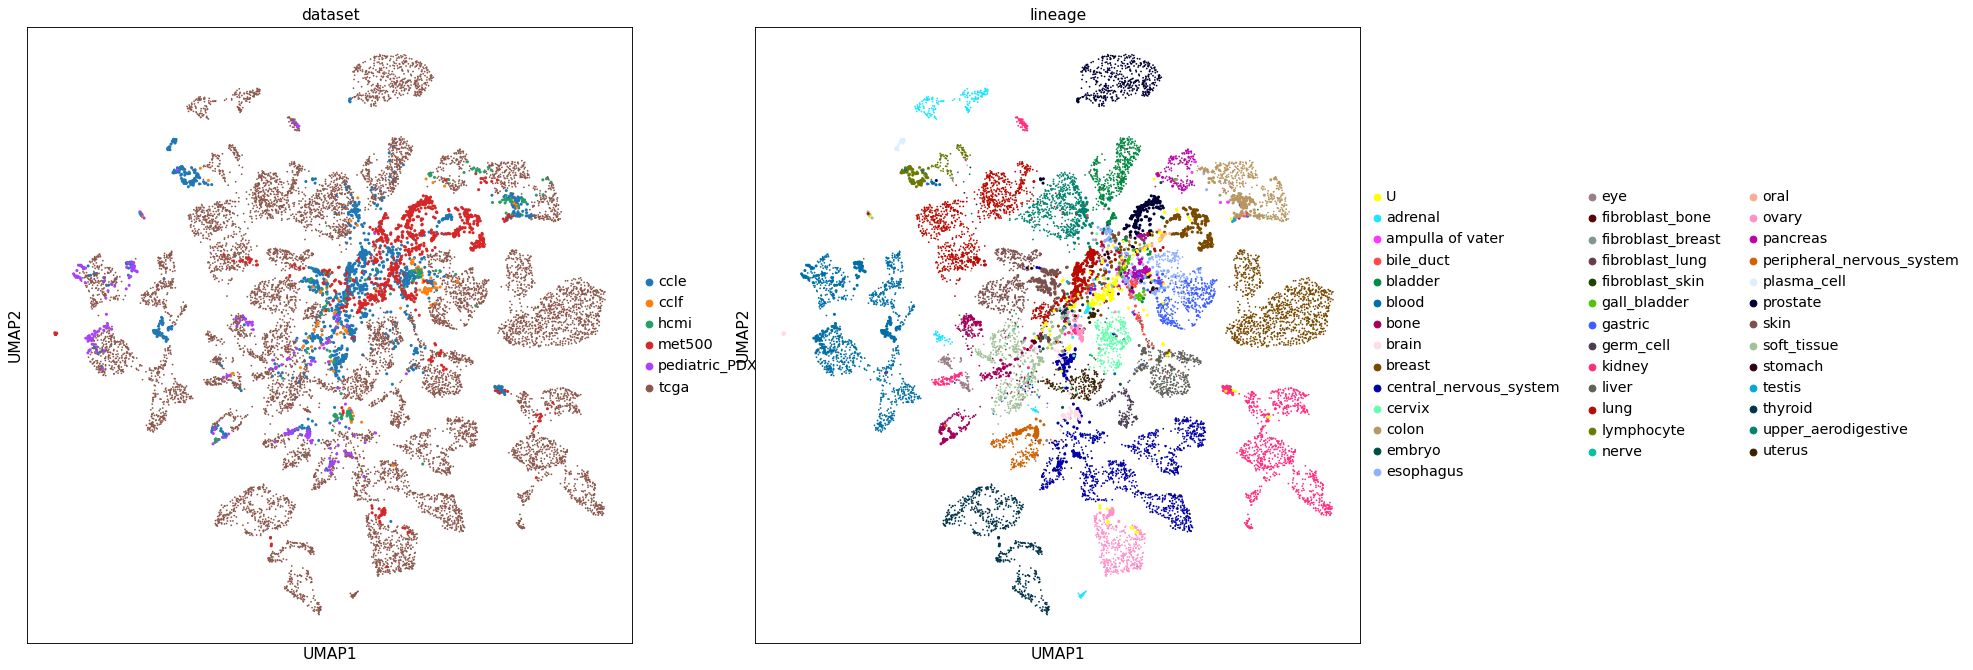 dataset
UMAP2
UMAP1
ccle
cclf
hcmi
met500
pediatric_PDX
tcga
lineage
UMAP2
UMAP1
U
adrenal
ampulla of vater
bile_duct
bladder
blood
bone
brain
breast
central_nervous_system
cervix
colon
embryo
esophagus
eye
fibroblast_bone
fibroblast_breast
fibroblast_lung
fibroblast_skin
gall_bladder
gastric
germ_cell
kidney
liver
lung
lymphocyte
nerve
oral
ovary
pancreas
peripheral_nervous_system
plasma_cell
prostate
skin
soft_tissue
stomach
testis
thyroid
upper_aerodigestive
uterus